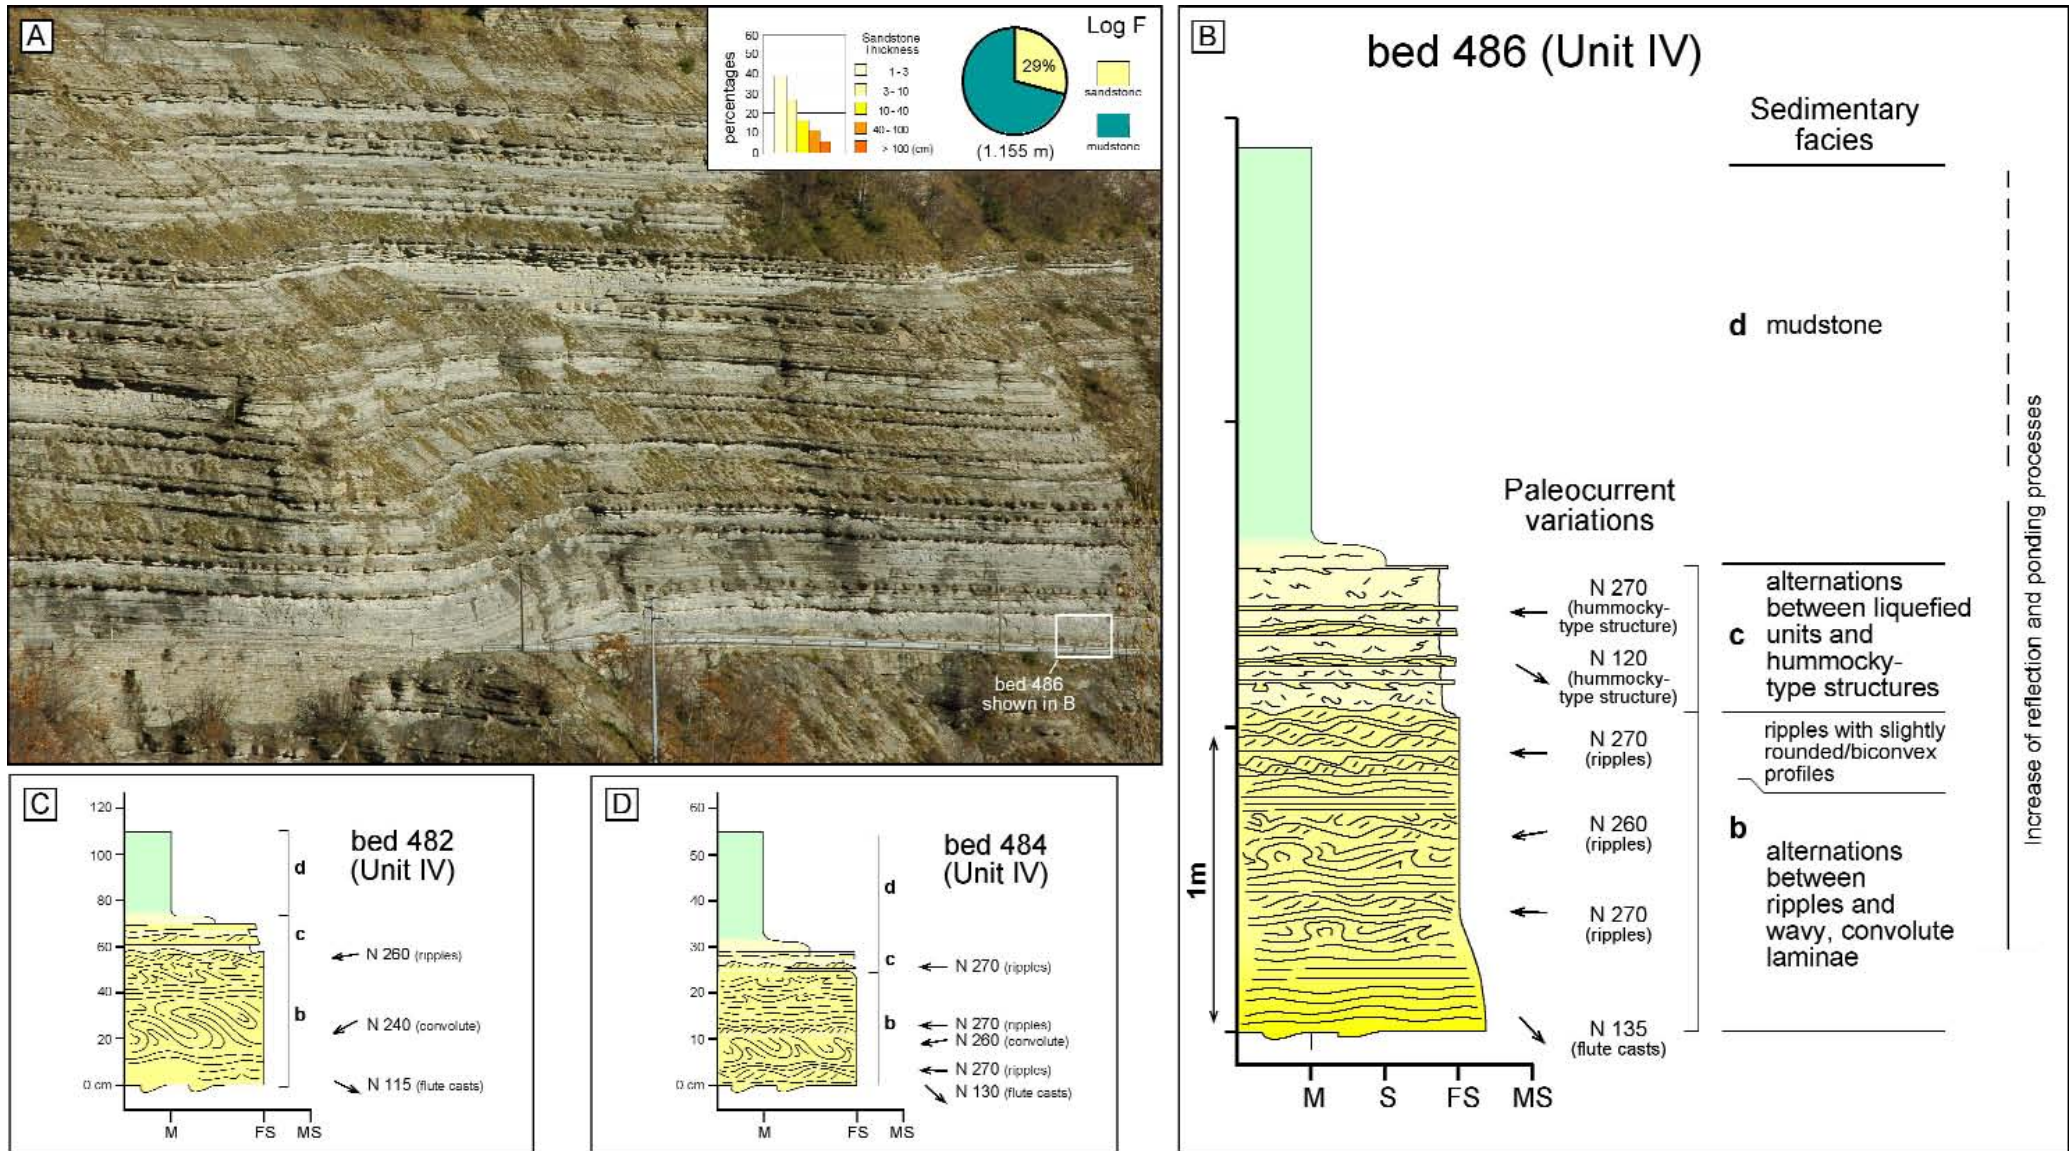 A
60
50
40
30
20
10
0
percentages
Sandstone
Thickness
1 - 3
3 - 10
10 - 40
40 - 100
> 100 (cm)
29%
(1.155 m)
Log F
sandstone
mudstone
bed 486
shown in B
B
bed 486 (Unit IV)
Sedimentary
facies
d mudstone
Paleocurrent
variations
N 270
(hummocky-
type structure)
N 120
(hummocky-
type structure)
N 270
(ripples)
N 260
(ripples)
N 270
(ripples)
N 135
(flute casts)
c
alternations
between liquefied
units and
hummocky-
type structures
ripples with slightly
rounded/biconvex
profiles
b
alternations
between
ripples and
wavy, convolute
laminae
Increase of reflection and ponding processes
1m
M S FS MS
C
bed 482
(Unit IV)
120
100
80
60
40
20
0 cm
d
c
b
N 260 (ripples)
N 240 (convolute)
N 115 (flute casts)
M FS MS
D
bed 484
(Unit IV)
60
50
40
30
20
10
0 cm
d
c
b
N 270 (ripples)
N 270 (ripples)
N 260 (convolute)
N 270 (ripples)
N 130 (flute casts)
M FS MS